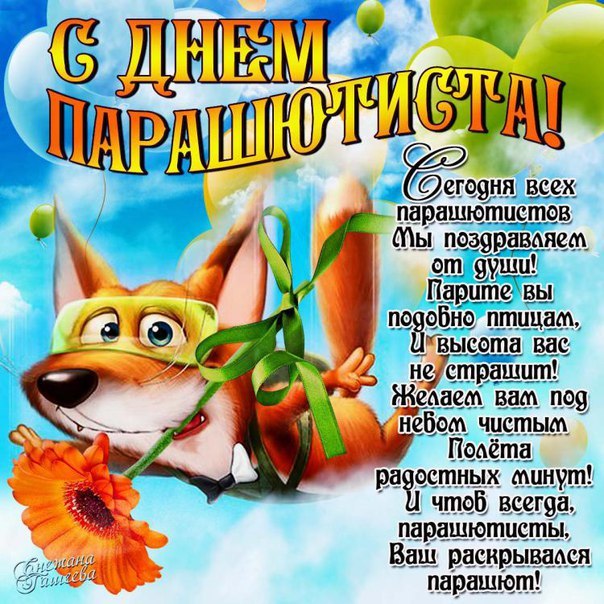 С ДНЕМ
ПАРАШЮТИСТА!
Сегодня всех
парашютистов
Мы поздравляем
от души!
Парите вы
подобно птицам,
И высота вас
не страшит!
Желаем вам под
небом чистым
Полёта
радостных минут!
И чтоб всегда,
парашютисты,
Ваш раскрывался
парашют!
Снежана
Ташеева